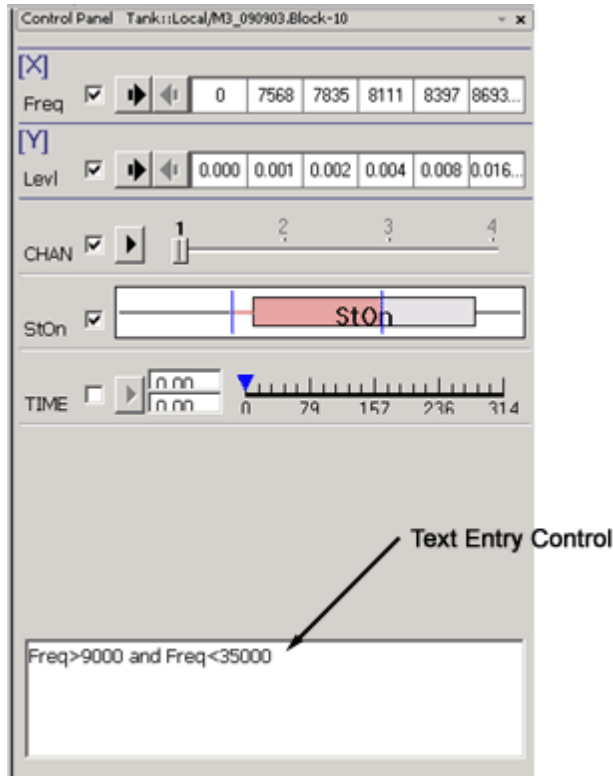 Control Panel Tank::Local/M3_090903.Block-10
[X]
Freq 0 7568 7835 8111 8397 8693...
[Y]
Levl 0.000 0.001 0.002 0.004 0.008 0.016...
CHAN 1 2 3 4
StOn StOn
TIME 0.00
0.00
0 79 157 236 314
Text Entry Control
Freq>9000 and Freq<35000